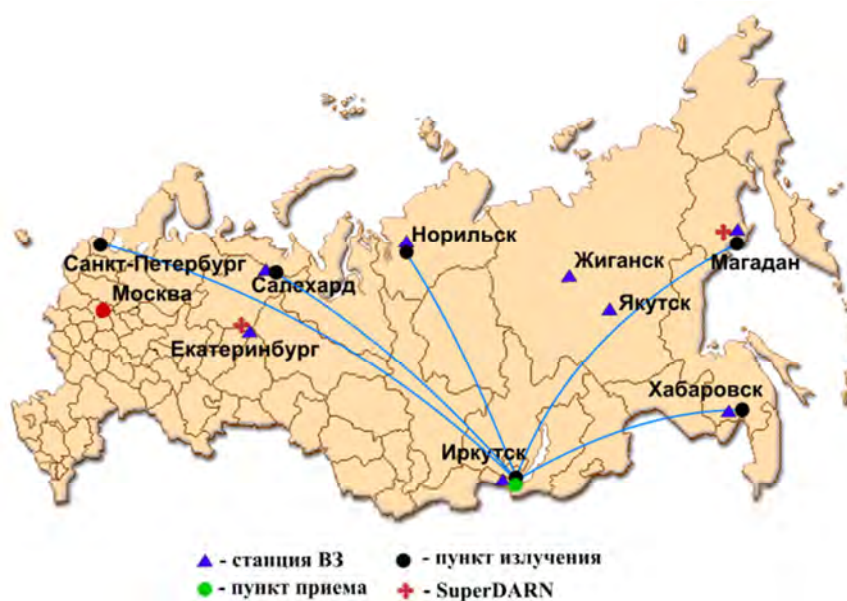 Норильск
Санкт-Петербург
Салехард
Москва
Екатеринбург
Жиганск
Якутск
Магадан
Хабаровск
Иркутск
- станция ВЗ
- пункт излучения
- пункт приема
- SuperDARN